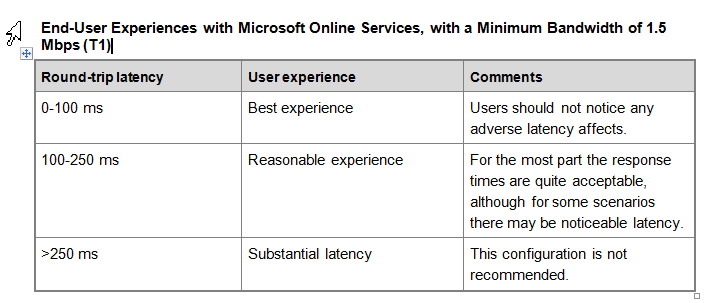 End-User Experiences with Microsoft Online Services, with a Minimum Bandwidth of 1.5
Mbps (T1)
Round-trip latency User experience Comments
0-100 ms Best experience Users should not notice any
adverse latency affects.
100-250 ms Reasonable experience For the most part the response
times are quite acceptable,
although for some scenarios
there may be noticeable latency.
>250 ms Substantial latency This configuration is not
recommended.